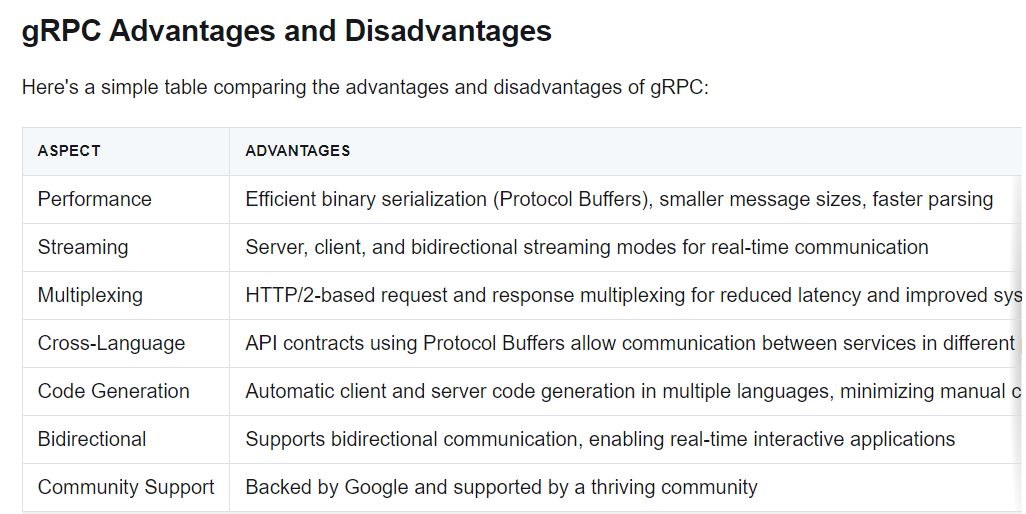 gRPC Advantages and Disadvantages
Here's a simple table comparing the advantages and disadvantages of gRPC:
ASPECT ADVANTAGES
Performance Efficient binary serialization (Protocol Buffers), smaller message sizes, faster parsing
Streaming Server, client, and bidirectional streaming modes for real-time communication
Multiplexing HTTP/2-based request and response multiplexing for reduced latency and improved
Cross-Language API contracts using Protocol Buffers allow communication between services in different
Code Generation Automatic client and server code generation in multiple languages, minimizing manual
Bidirectional Supports bidirectional communication, enabling real-time interactive applications
Community Support Backed by Google and supported by a thriving community